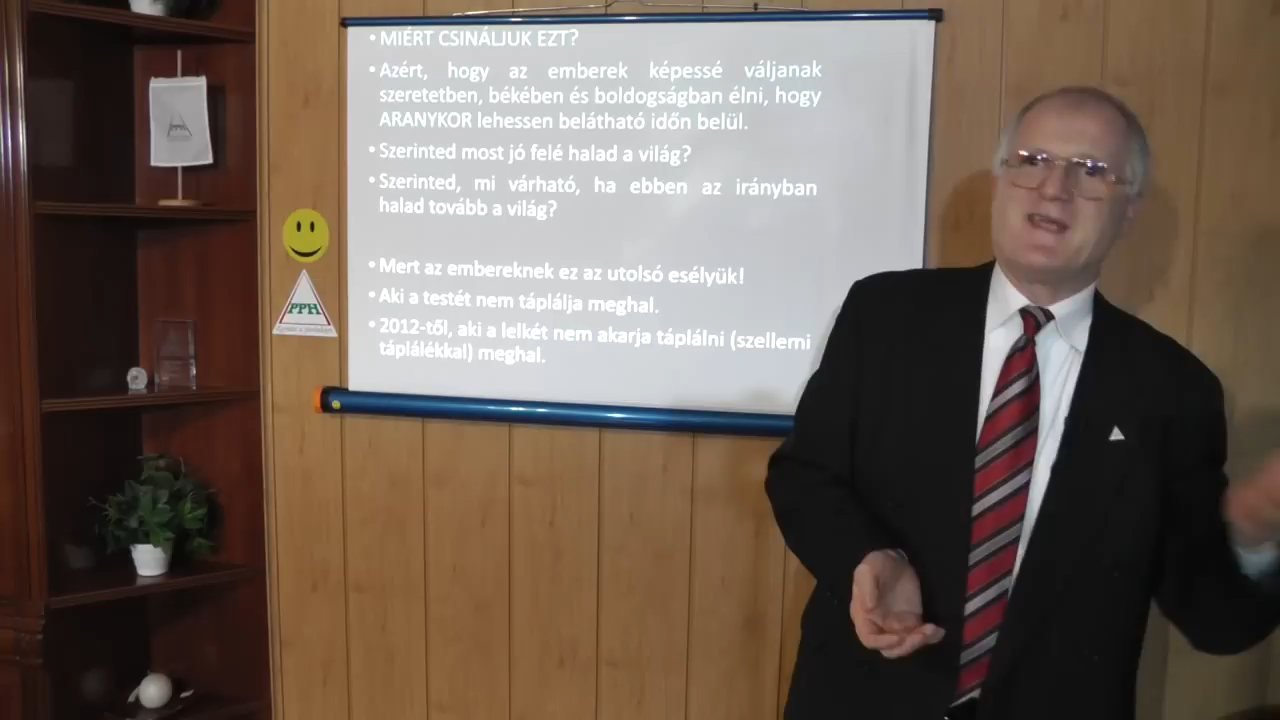 • MIÉRT CSINÁLJUK EZT?
• Azért, hogy az emberek képessé váljanak
szeretetben, békében és boldogságban élni, hogy
ARANYKOR lehessen belátható időn belül.
• Szerinted most jó felé halad a világ?
• Szerinted, mi várható, ha ebben az irányban
halad tovább a világ?
• Mert az embereknek ez az utolsó esélyük!
• Aki a testét nem táplálja meghal.
• 2012-től, aki a lelkét nem akarja táplálni (szellemi
táplálékkal) meghal.
PPH